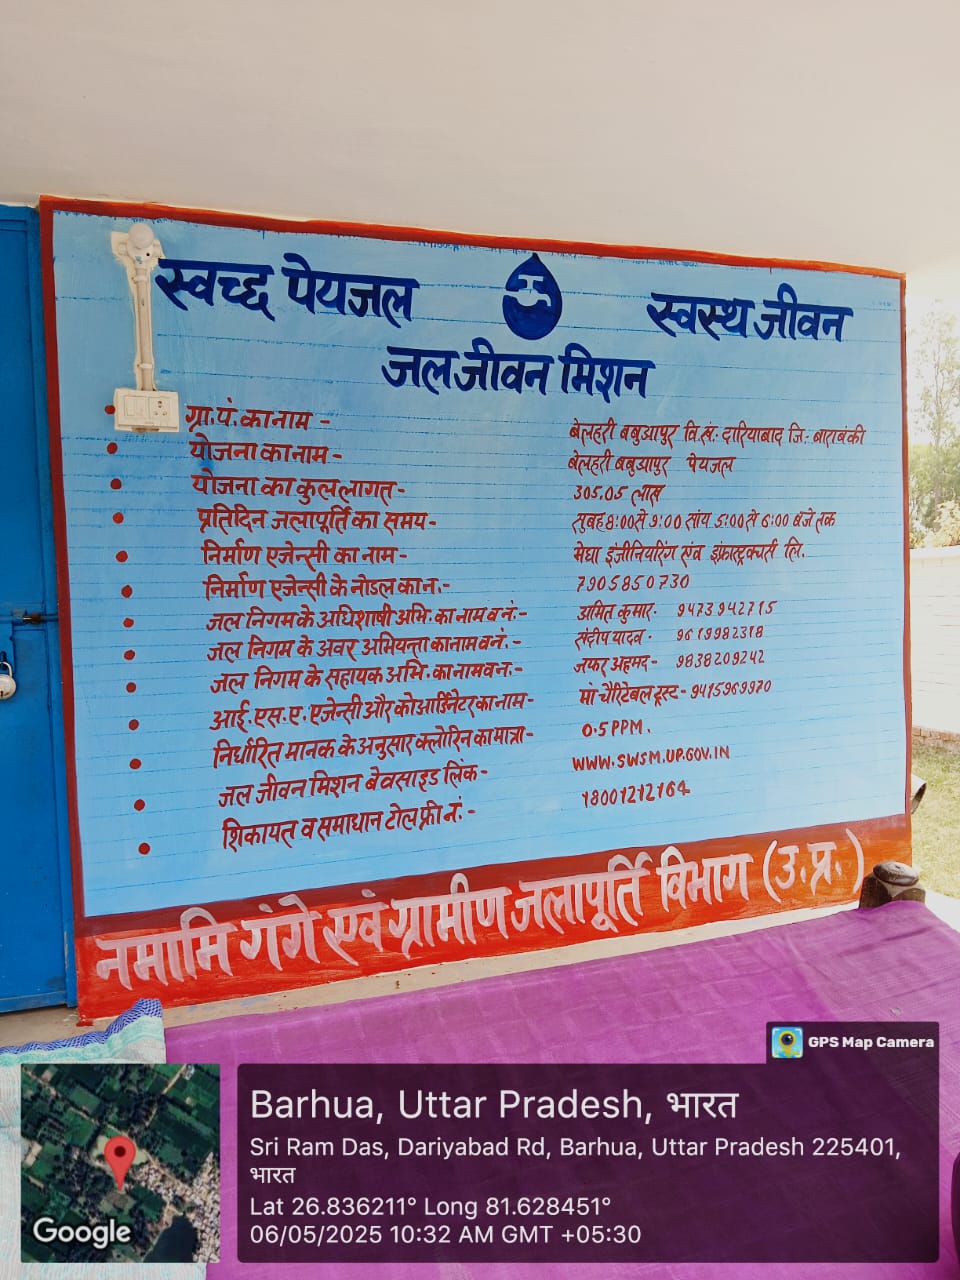 स्वच्छ पेयजल स्वस्थ जीवन
जल जीवन मिशन
ग्रा.पं. का नाम - बेलहरी बबुआपुर वि.खं:- दारियाबाद जि:- बाराबंकी
योजना का नाम - बेलहरी बबुआपुर पेयजल
योजना का कुल लागत - 305.05 लाख
प्रतिदिन जलापूर्ति का समय - सुबह 8:00 से 9:00 सांय 5:00 से 6:00 बजे तक
निर्माण एजेन्सी का नाम - मेघा इंजीनियरिंग एंव इंफ्रास्ट्रक्चर्स लि.
निर्माण एजेन्सी के नोडल का न.- 7905850730
जल निगम के अधिशाषी अभि. का नाम व नं:- अमित कुमार- 9473942715
जल निगम के अवर अभियन्ता का नाम व नं.- संदीप यादव- 9619982318
जल निगम के सहायक अभि. का नाम व न.- जफर अहमद- 9838209242
आई.एस.ए. एजेन्सी और कोआर्डिनेटर का नाम- मां चैरिटेबल ट्रस्ट- 9415969970
निर्धारित मानक के अनुसार क्लोरिन का मात्रा- 0.5 PPM.
जल जीवन मिशन बेवसाइड लिंक- WWW.SWSM.UP.GOV.IN
शिकायत व समाधान टोल फ्री नं:- 18001212164
नमामि गंगे एवं ग्रामीण जलापूर्ति विभाग (उ.प्र.)
GPS Map Camera
Barhua, Uttar Pradesh, भारत
Sri Ram Das, Dariyabad Rd, Barhua, Uttar Pradesh 225401,
भारत
Lat 26.836211° Long 81.628451°
06/05/2025 10:32 AM GMT +05:30
Google